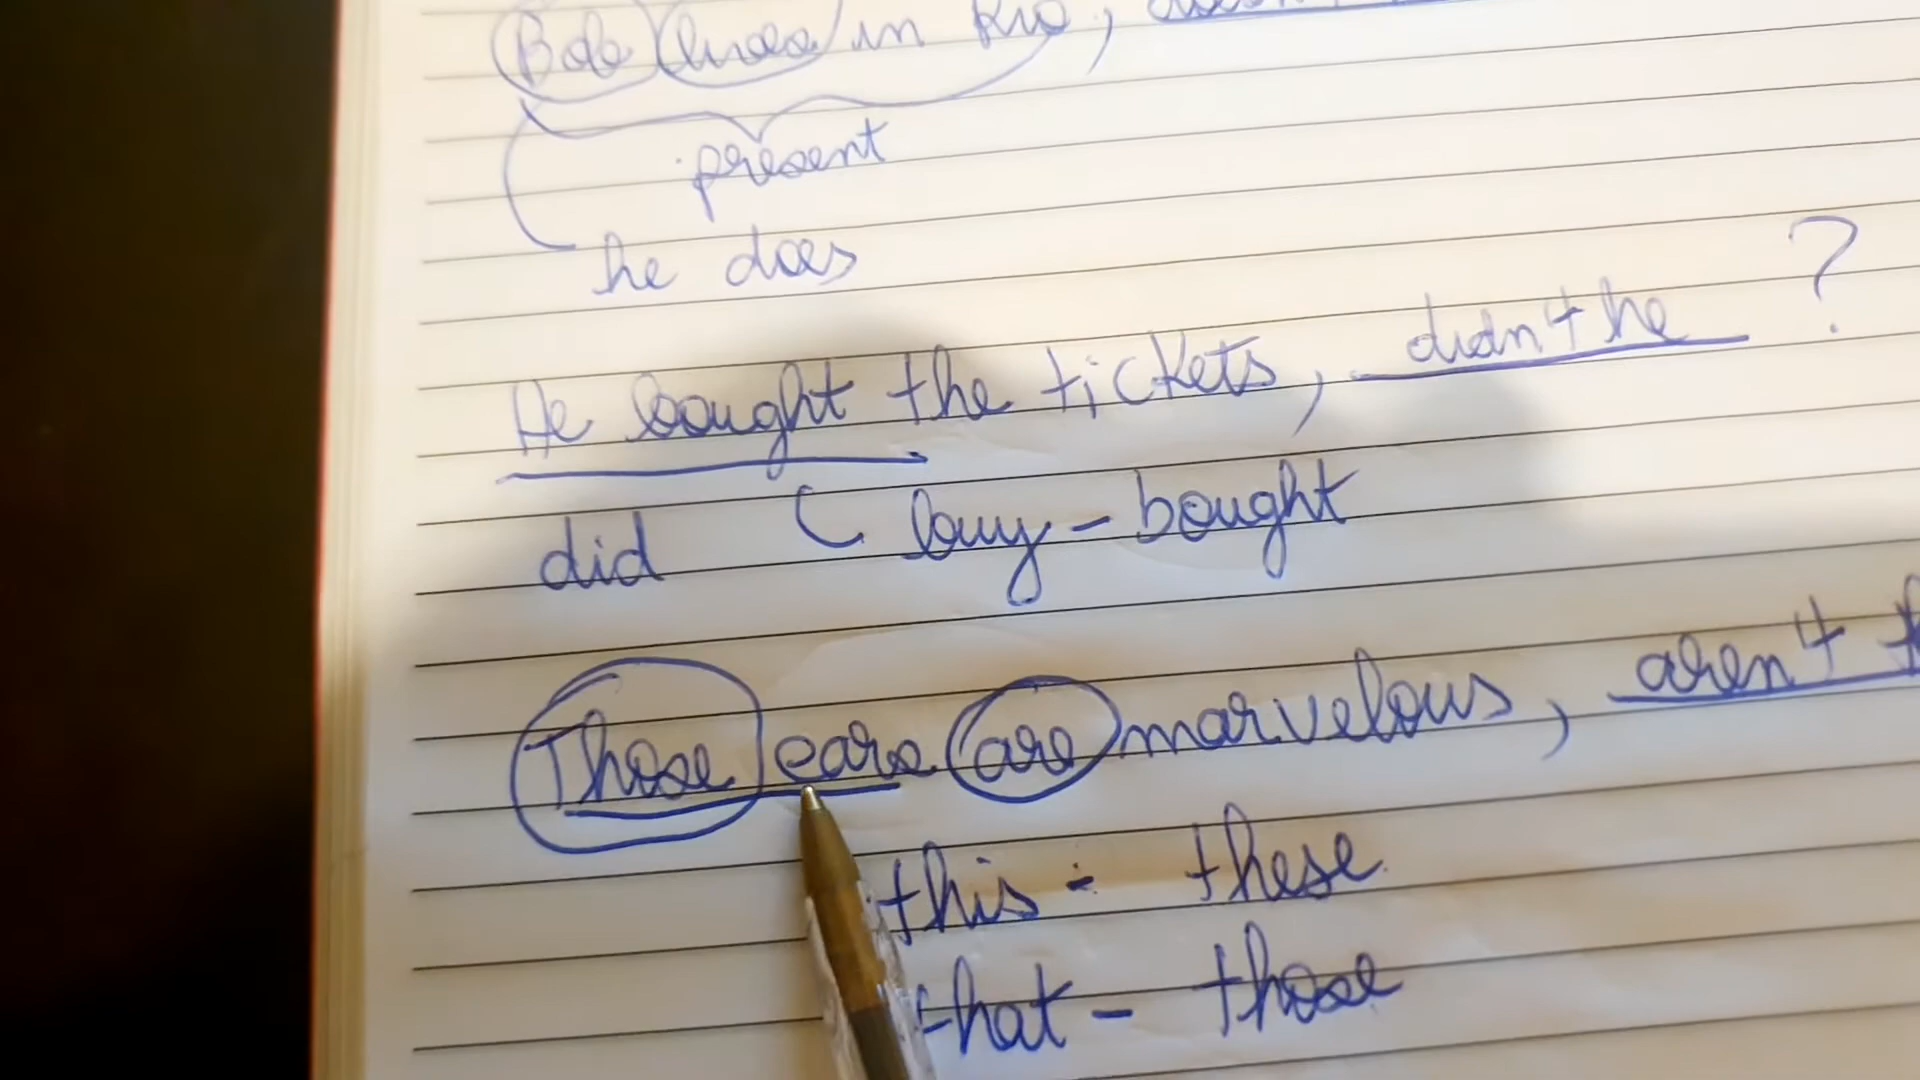 Bob lives in Rio,
present
he does
He bought the tickets, didn't he ?
did buy - bought
Those cars are marvelous, aren't
this - these
that - those